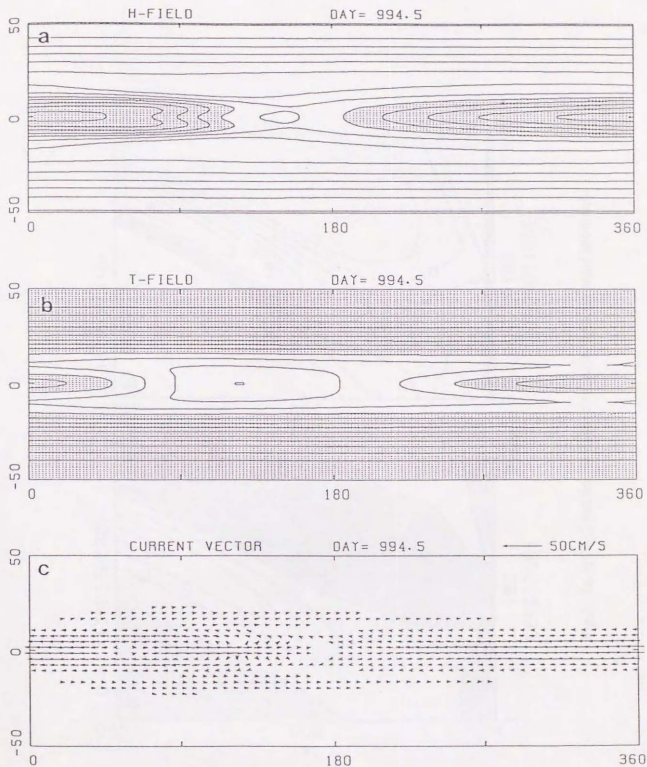 H-FIELD DAY= 994.5
a
50
0
-50
0 180 360
T-FIELD DAY= 994.5
b
50
0
-50
0 180 360
CURRENT VECTOR DAY= 994.5 50CM/S
c
50
0
-50
0 180 360